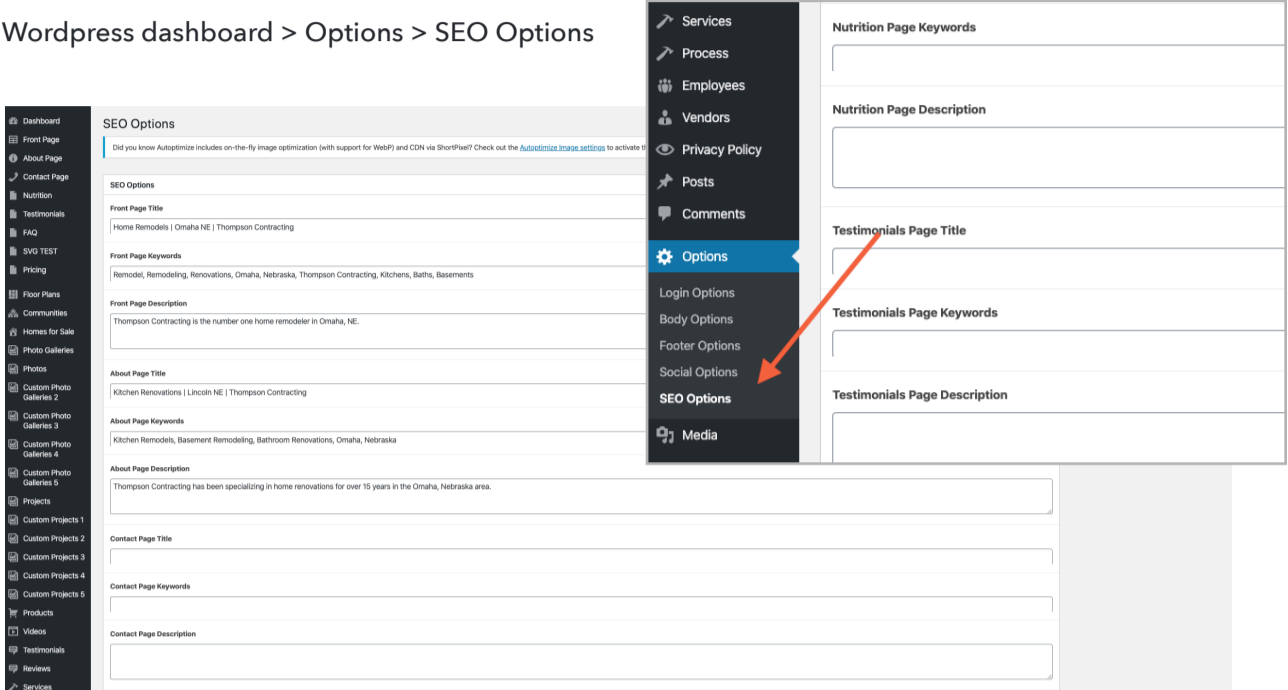 Wordpress dashboard > Options > SEO Options
Dashboard
Front Page
About Page
Contact Page
Nutrition
Testimonials
FAQ
SVG TEST
Pricing
Floor Plans
Communities
Homes for Sale
Photo Galleries
Photos
Custom Photo
Galleries 2
Custom Photo
Galleries 3
Custom Photo
Galleries 4
Custom Photo
Galleries 5
Projects
Custom Projects 1
Custom Projects 2
Custom Projects 3
Custom Projects 4
Custom Projects 5
Products
Videos
Testimonials
Reviews
Services
SEO Options
Did you know Autoptimize includes on-the-fly image optimization (with support for WebP) and CDN via ShortPixel? Check out the Autoptimize Image settings to activate
SEO Options
Front Page Title
Home Remodels | Omaha NE | Thompson Contracting
Front Page Keywords
Remodel, Remodeling, Renovations, Omaha, Nebraska, Thompson Contracting, Kitchens, Baths, Basements
Front Page Description
Thompson Contracting is the number one home remodeler in Omaha, NE.
About Page Title
Kitchen Renovations | Lincoln NE | Thompson Contracting
About Page Keywords
Kitchen Remodels, Basement Remodeling, Bathroom Renovations, Omaha, Nebraska
About Page Description
Thompson Contracting has been specializing in home renovations for over 15 years in the Omaha, Nebraska area.
Contact Page Title
Contact Page Keywords
Contact Page Description
Services
Process
Employees
Vendors
Privacy Policy
Posts
Comments
Options
Login Options
Body Options
Footer Options
Social Options
SEO Options
Media
Nutrition Page Keywords
Nutrition Page Description
Testimonials Page Title
Testimonials Page Keywords
Testimonials Page Description